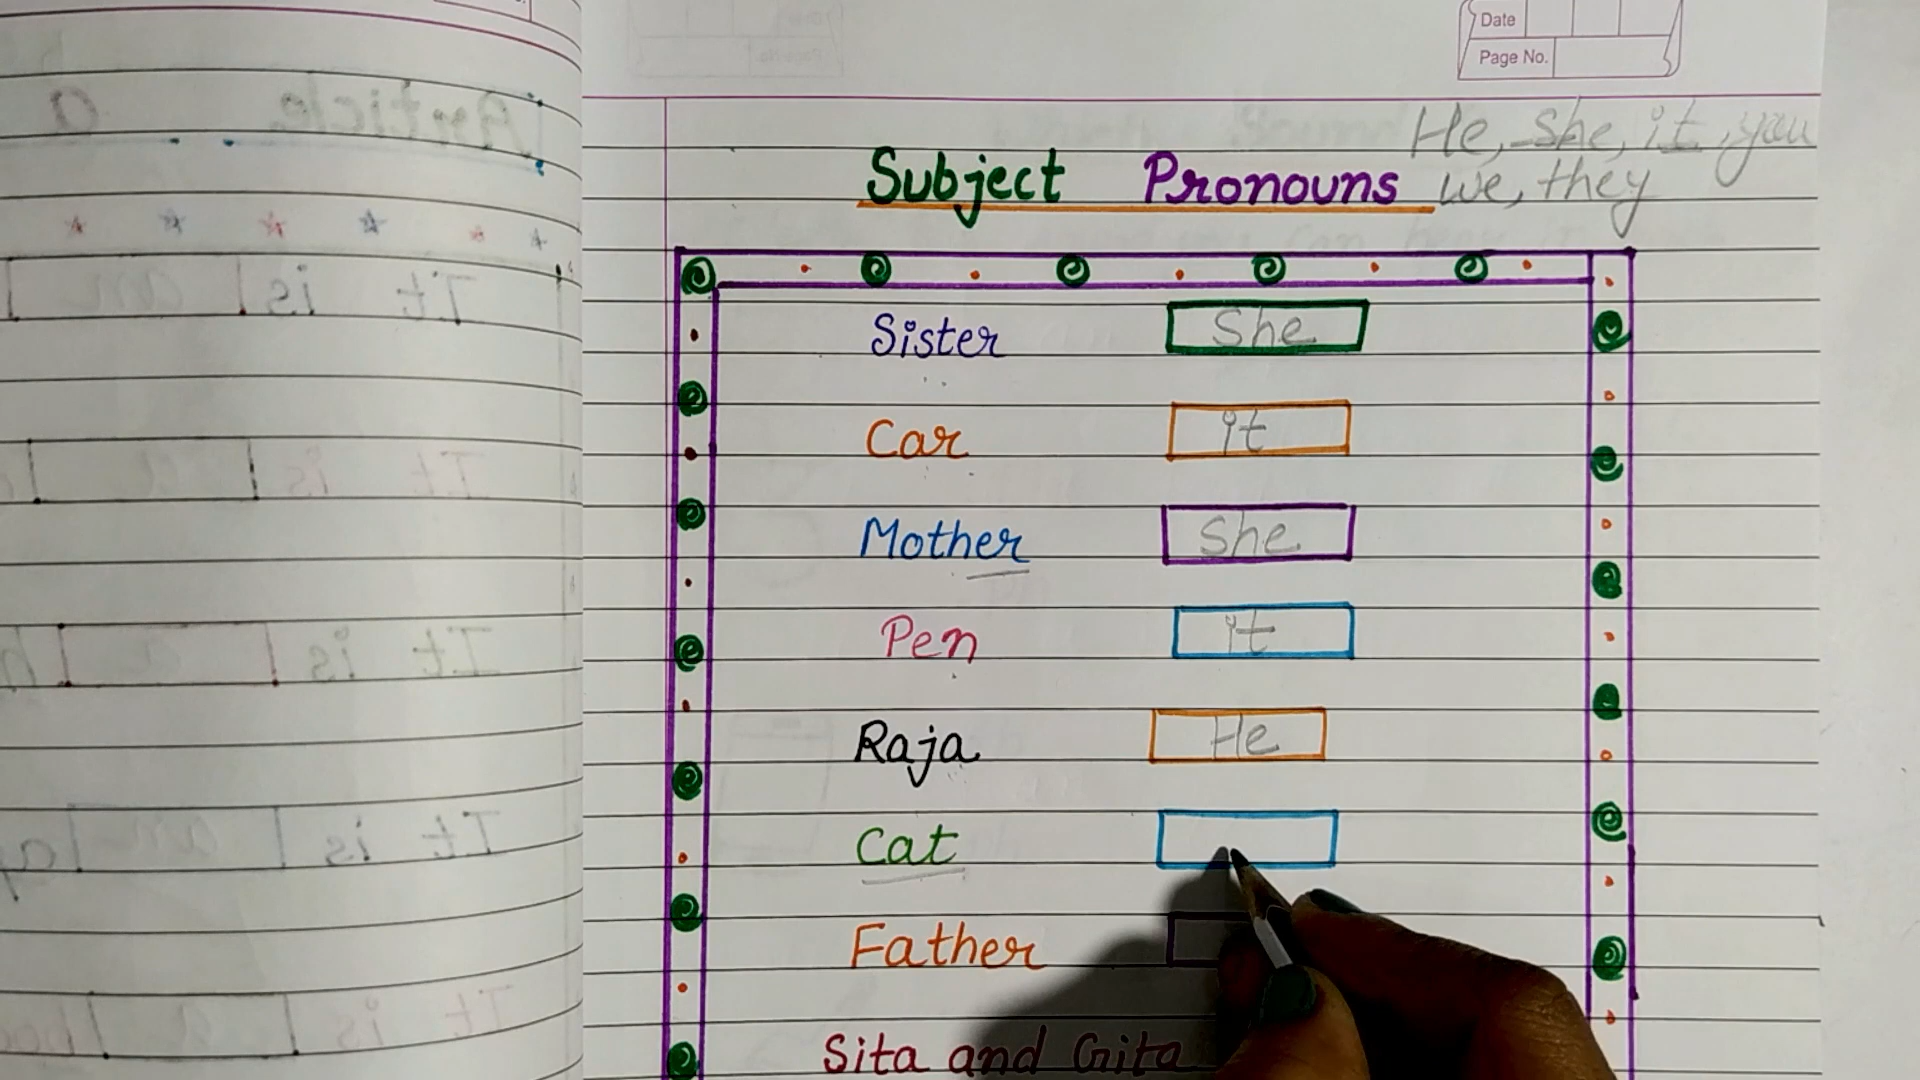 Date
Page No.
He, She, it, you
Subject Pronouns we, they
Sister She
Car it
Mother She
Pen it
Raja He
Cat
Father
Sita and Gita